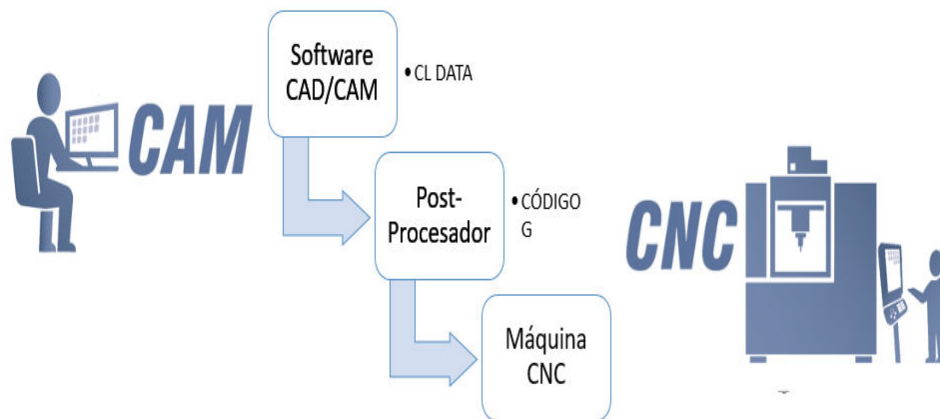 CAM
Software
CAD/CAM
• CL DATA
Post-
Procesador
• CÓDIGO
G
Máquina
CNC
CNC